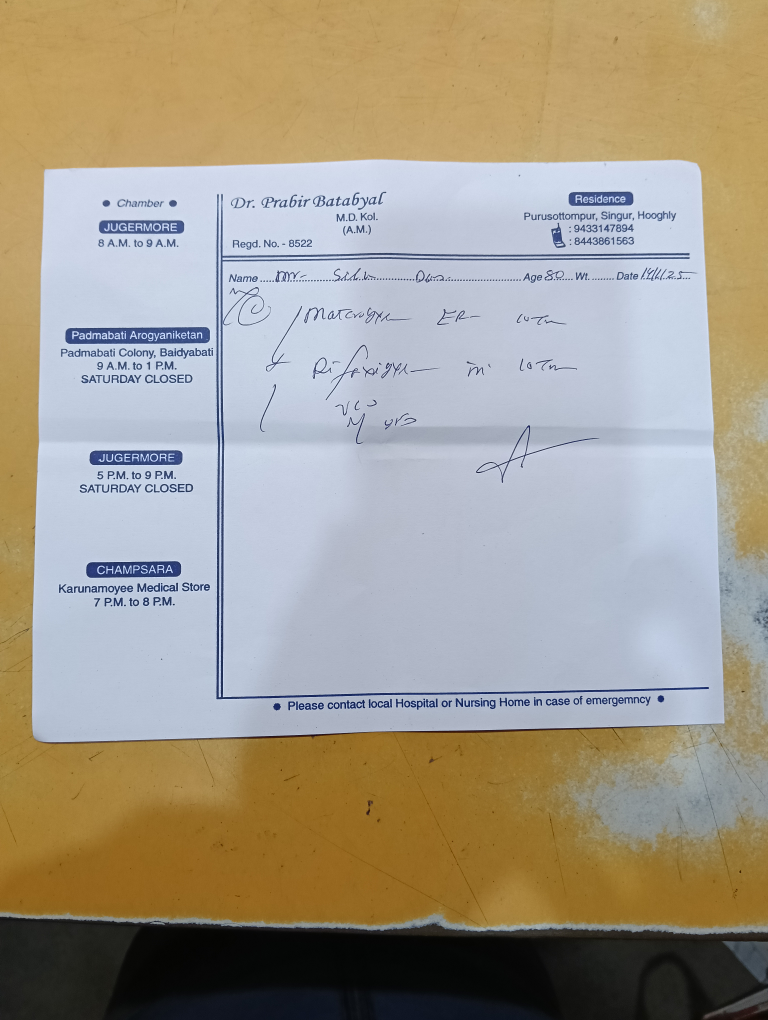 Chamber
JUGERMORE
8 A.M. to 9 A.M.
Padmabati Arogyaniketan
Padmabati Colony, Baidyabati
9 A.M. to 1 P.M.
SATURDAY CLOSED
JUGERMORE
5 P.M. to 9 P.M.
SATURDAY CLOSED
CHAMPSARA
Karunamoyee Medical Store
7 P.M. to 8 P.M.
Dr. Prabir Batabyal
M.D. Kol.
(A.M.)
Regd. No. - 8522
Residence
Purusottompur, Singur, Hooghly
: 9433147894
: 8443861563
Name Mr. Age 80 Wt. Date
ER
Please contact local Hospital or Nursing Home in case of emergemncy